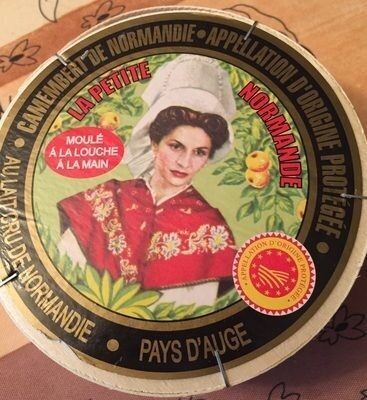 CAMEMBERT DE NORMANDIE • APPELLATION D'ORIGINE PROTÉGÉE •
LA PETITE
NORMANDE
MOULÉ
À LA LOUCHE
À LA MAIN
APPELLATION D'ORIGINE PROTÉGÉE
AU LAIT CRU DE NORMANDIE •
PAYS D'AUGE